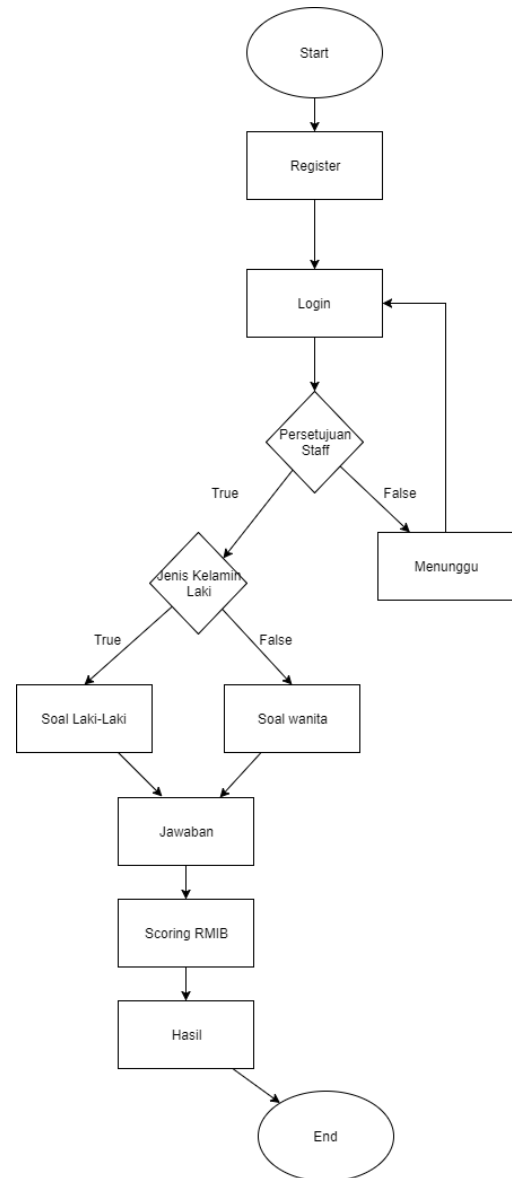 Start
Register
Login
Persetujuan
Staff
True
False
Menunggu
Jenis Kelamin
Laki
True
False
Soal Laki-Laki
Soal wanita
Jawaban
Scoring RMIB
Hasil
End